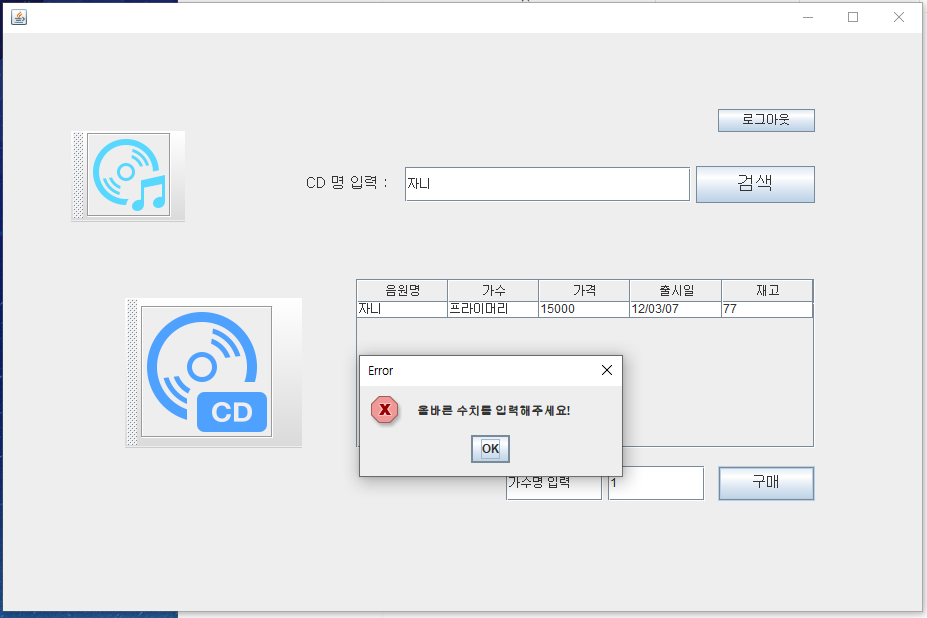 로그아웃
CD 명 입력 :
자니
검색
음원명 가수 가격 출시일 재고
자니 프라이머리 15000 12/03/07 77
CD
Error
올바른 수치를 입력해주세요!
OK
가수명 입력
1
구매